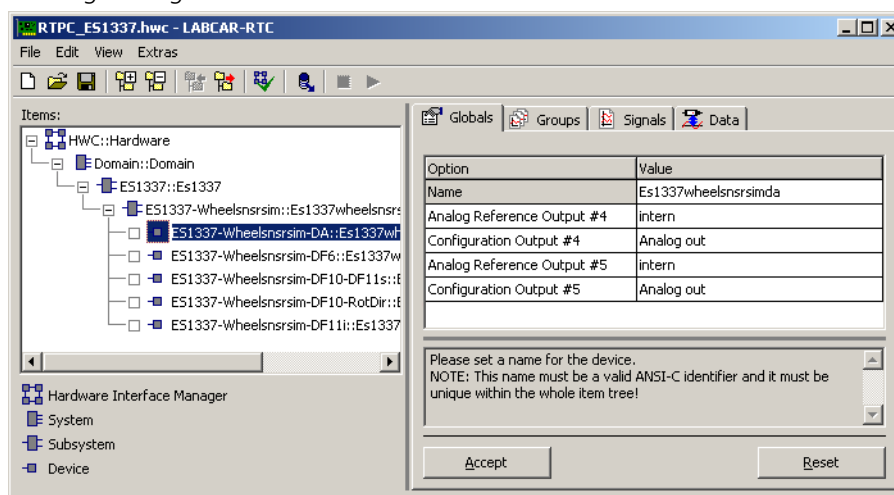 RTPC_ES1337.hwc - LABCAR-RTC
File Edit View Extras
Items:
HWC::Hardware
Domain::Domain
ES1337::Es1337
ES1337-Wheelsnsrsim::Es1337wheelsnsrs
ES1337-Wheelsnsrsim-DA::Es1337wh
ES1337-Wheelsnsrsim-DF6::Es1337w
ES1337-Wheelsnsrsim-DF10-DF11s::E
ES1337-Wheelsnsrsim-DF10-RotDir::E
ES1337-Wheelsnsrsim-DF11i::Es1337
Hardware Interface Manager
System
Subsystem
Device
Globals Groups Signals Data
Option Value
Name Es1337wheelsnsrsimda
Analog Reference Output #4 intern
Configuration Output #4 Analog out
Analog Reference Output #5 intern
Configuration Output #5 Analog out
Please set a name for the device.
NOTE: This name must be a valid ANSI-C identifier and it must be
unique within the whole item tree!
Accept Reset